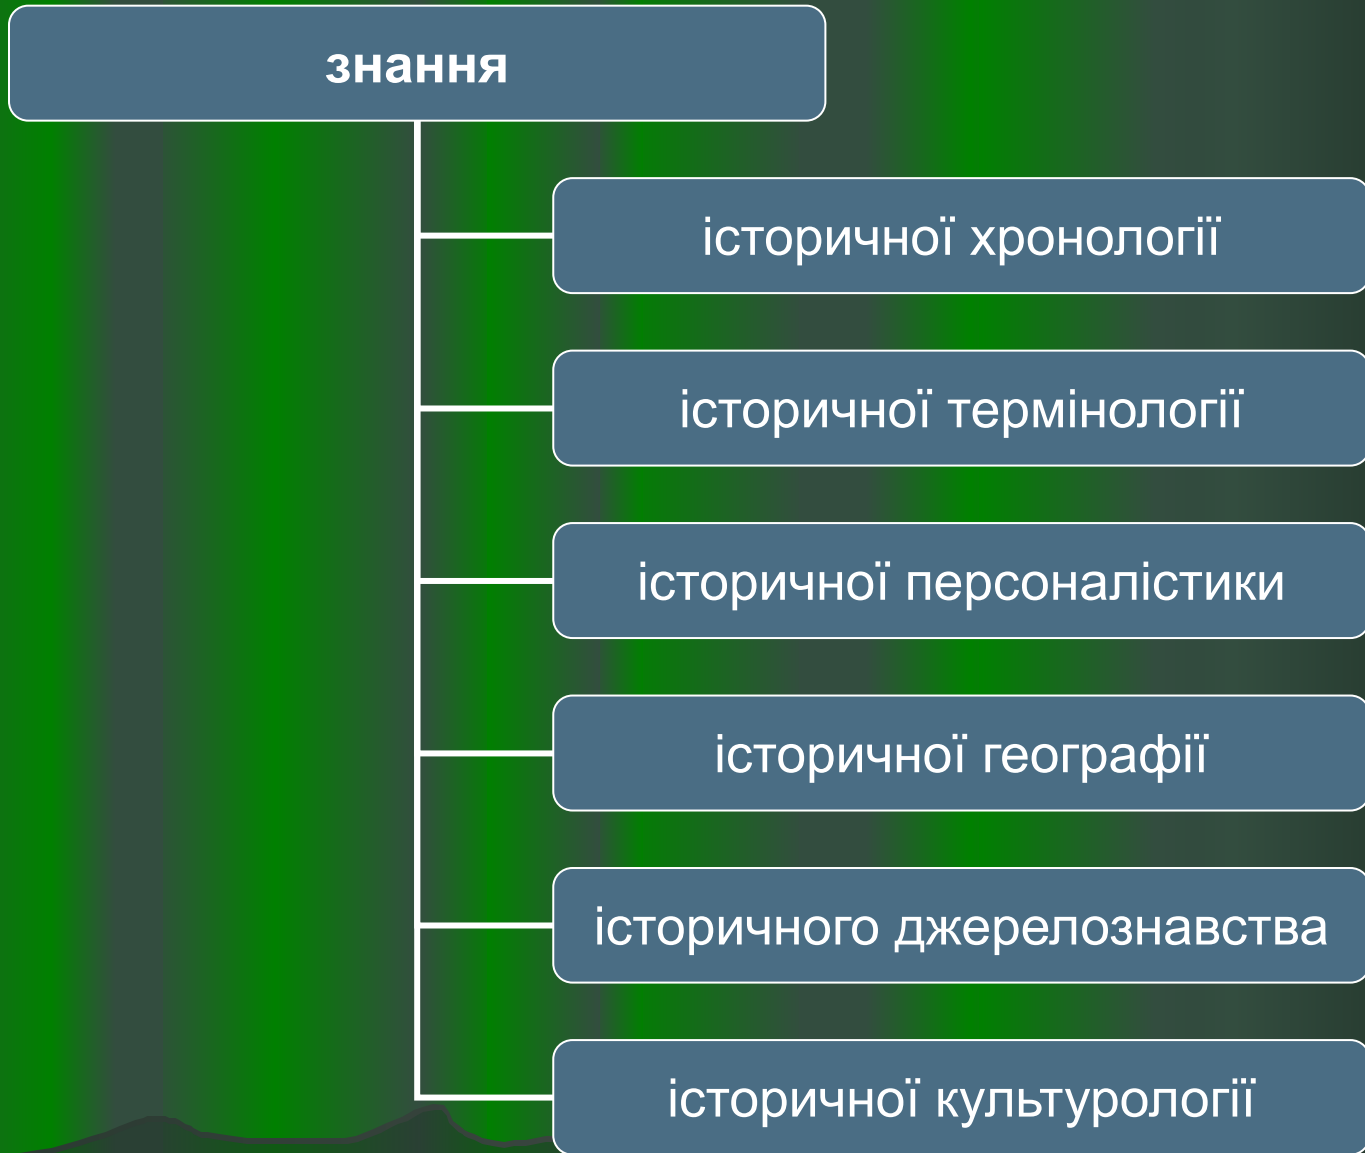 знання
історичної хронології
історичної термінології
історичної персоналістики
історичної географії
історичного джерелознавства
історичної культурології